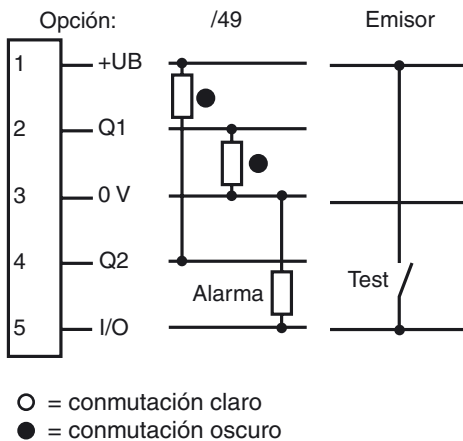 Opción: /49 Emisor
1 +UB
2 Q1
3 0 V
4 Q2
Alarma Test
5 I/O
= conmutación claro
= conmutación oscuro